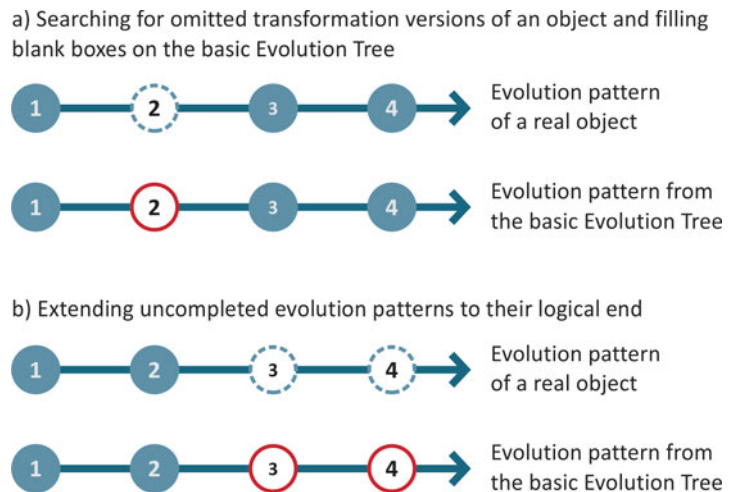 a) Searching for omitted transformation versions of an object and filling
blank boxes on the basic Evolution Tree
1 2 3 4 Evolution pattern
of a real object
1 2 3 4 Evolution pattern from
the basic Evolution Tree
b) Extending uncompleted evolution patterns to their logical end
1 2 3 4 Evolution pattern
of a real object
1 2 3 4 Evolution pattern from
the basic Evolution Tree